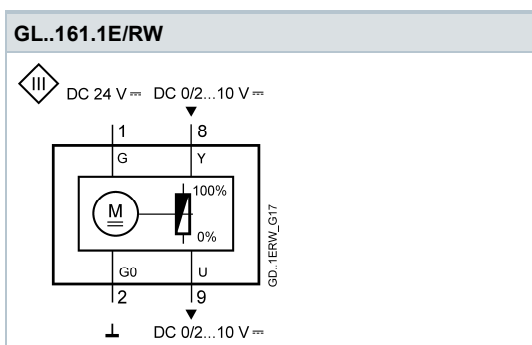 GL..161.1E/RW
III
DC 24 V ⎓ DC 0/2...10 V ⎓
1 8
G Y
100%
M
0%
G0 U
2 9
DC 0/2...10 V ⎓
GD..1ERW_G17